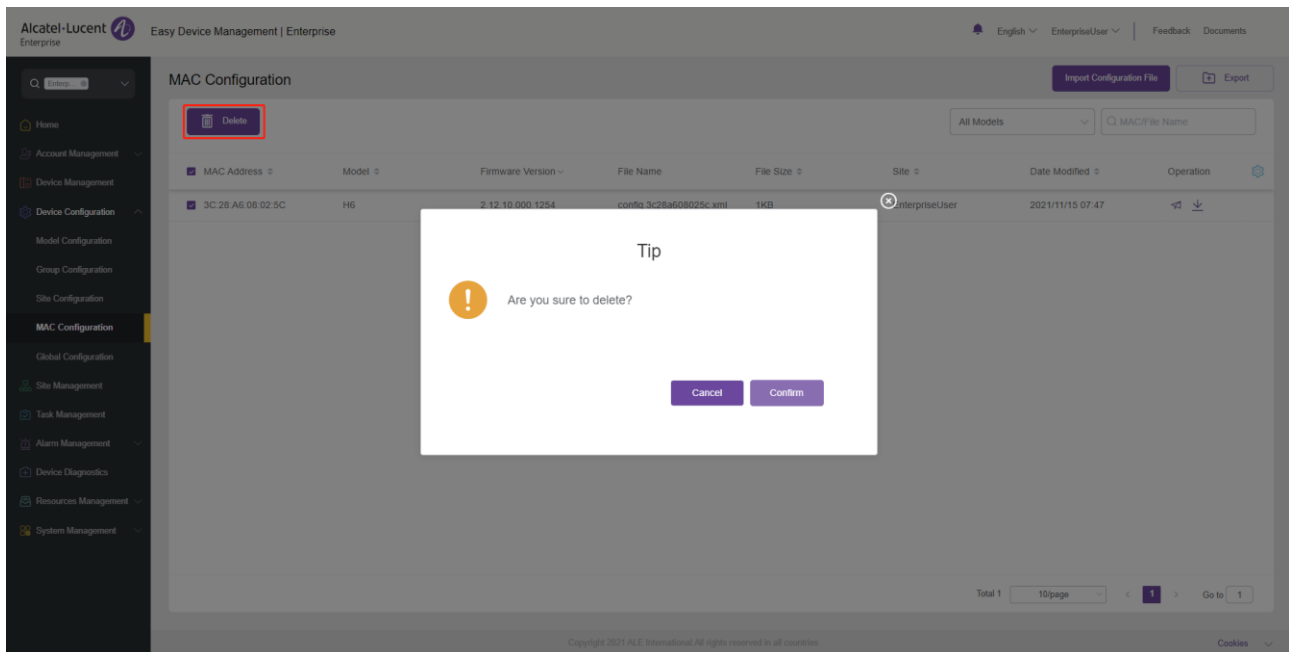 Alcatel·Lucent
Enterprise
Easy Device Management | Enterprise
English
EnterpriseUser
Feedback Documents
Enterp...
MAC Configuration
Import Configuration File
Export
Delete
All Models
MAC/File Name
Home
Account Management
Device Management
Device Configuration
Model Configuration
Group Configuration
Site Configuration
MAC Configuration
Global Configuration
Site Management
Task Management
Alarm Management
Device Diagnostics
Resources Management
System Management
MAC Address Model Firmware Version File Name File Size Site Date Modified Operation
3C:28:A6:08:02:5C H6 2.12.10.000.1254 config.3c28a608025c.xml 1KB EnterpriseUser 2021/11/15 07:47
Tip
Are you sure to delete?
Cancel Confirm
Total 1 10/page < 1 > Go to 1
Copyright 2021 ALE International All rights reserved in all countries
Cookies